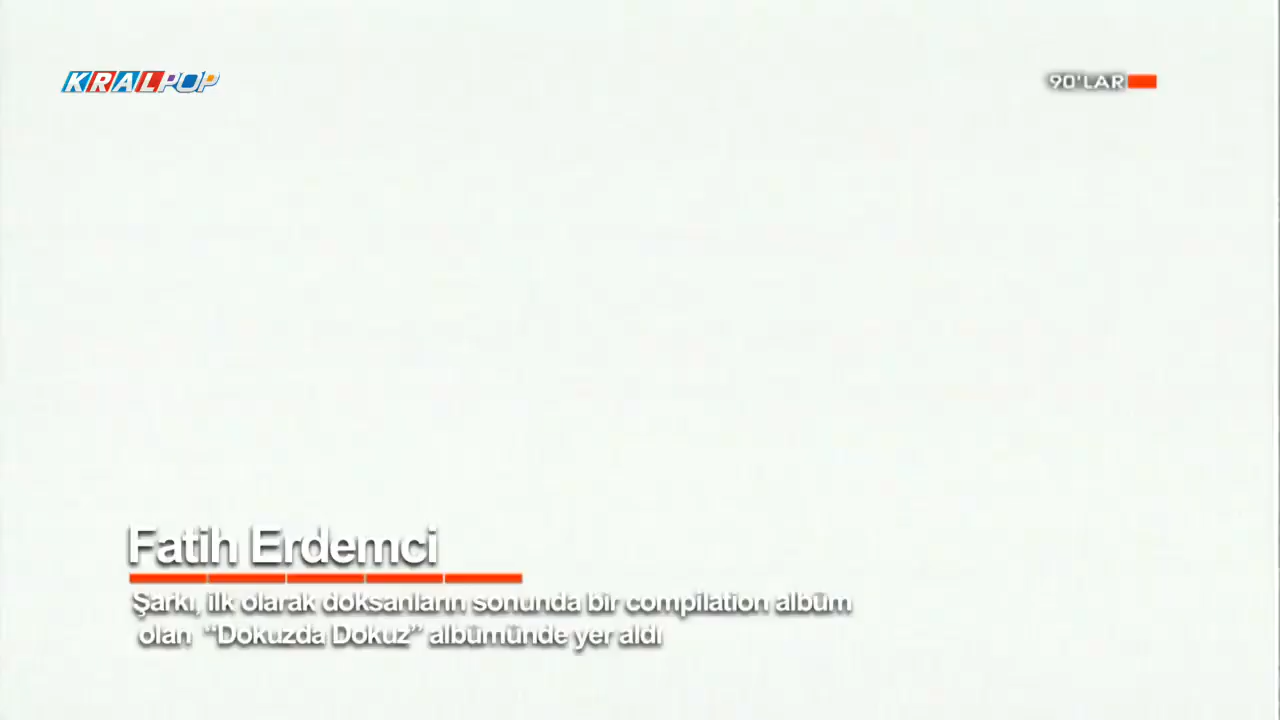 KRALPOP
90'LAR
Fatih Erdemci
Şarkı, ilk olarak doksanların sonunda bir compilation albüm
olan "Dokuzda Dokuz" albümünde yer aldı